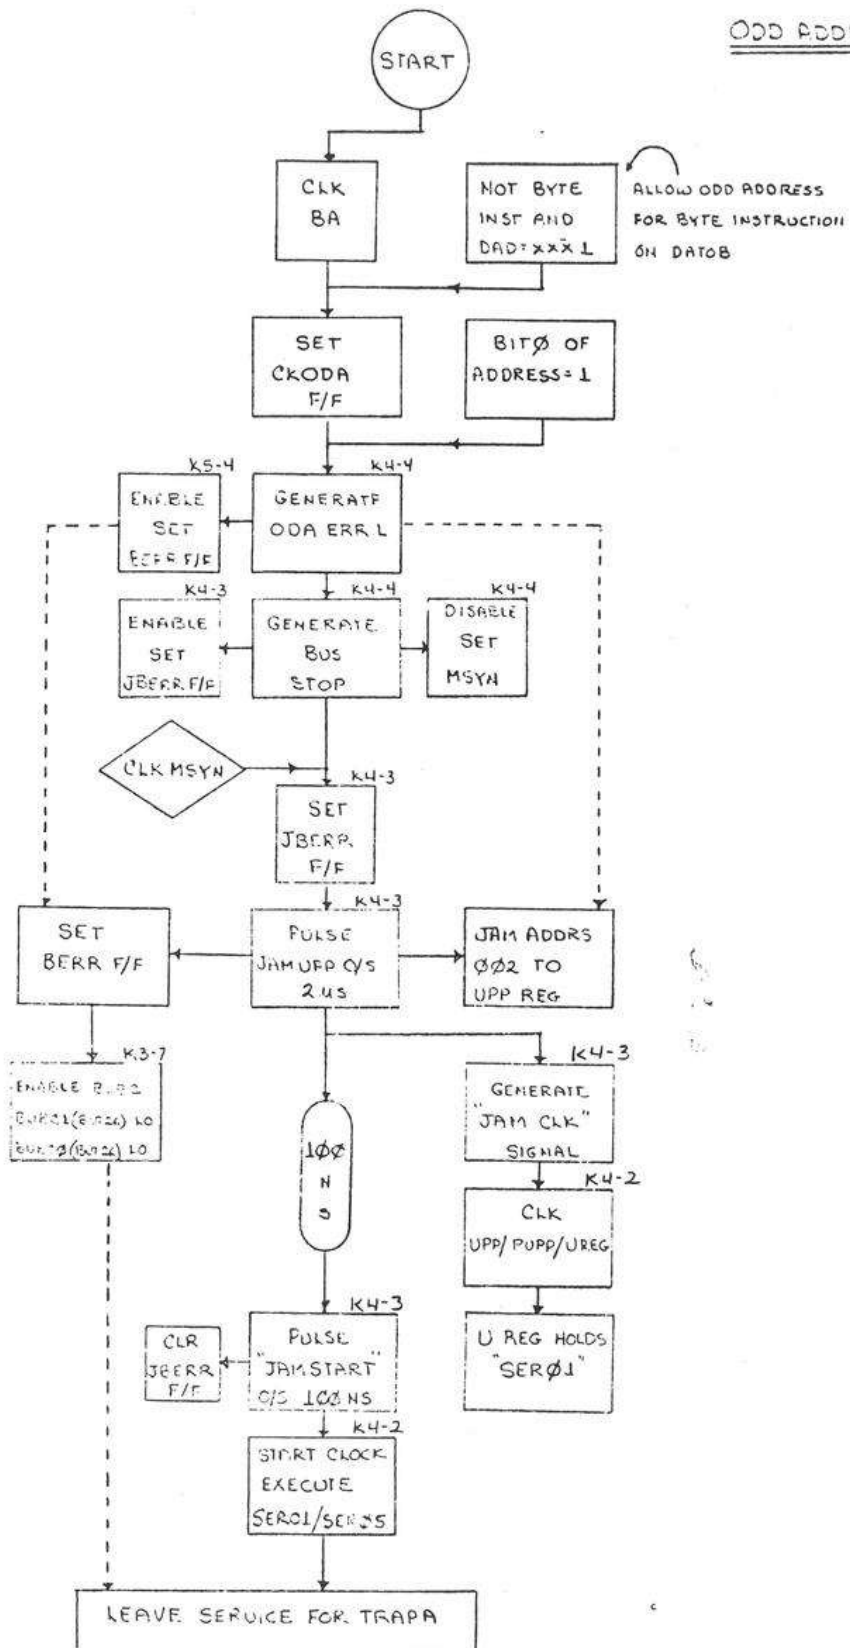 ODD ADD
START
CLK
BA
NOT BYTE
INST AND
DAD=XXX1
ALLOW ODD ADDRESS
FOR BYTE INSTRUCTION
ON DATOB
SET
CKODA
F/F
BITØ OF
ADDRESS=1
K5-4
ENABLE
SET
BERR F/F
K4-4
GENERATE
ODA ERR L
K4-3
ENABLE
SET
JBERR F/F
K4-4
GENERATE
BUS
STOP
K4-4
DISABLE
SET
MSYN
CLK MSYN
K4-3
SET
JBERR
F/F
SET
BERR F/F
K4-3
PULSE
JAMUPP O/S
2US
JAM ADDRS
ØØ2 TO
UPP REG
K3-7
ENABLE
LO
LO
1ØØ
N
S
K4-3
GENERATE
"JAM CLK"
SIGNAL
K4-2
CLK
UPP/PUPP/UREG
U REG HOLDS
"SERØ1"
CLR
JBERR
F/F
K4-3
PULSE
"JAMSTART"
O/S 1ØØ NS
K4-2
START CLOCK
EXECUTE
SERO1/SERØ5
LEAVE SERVICE FOR TRAPA